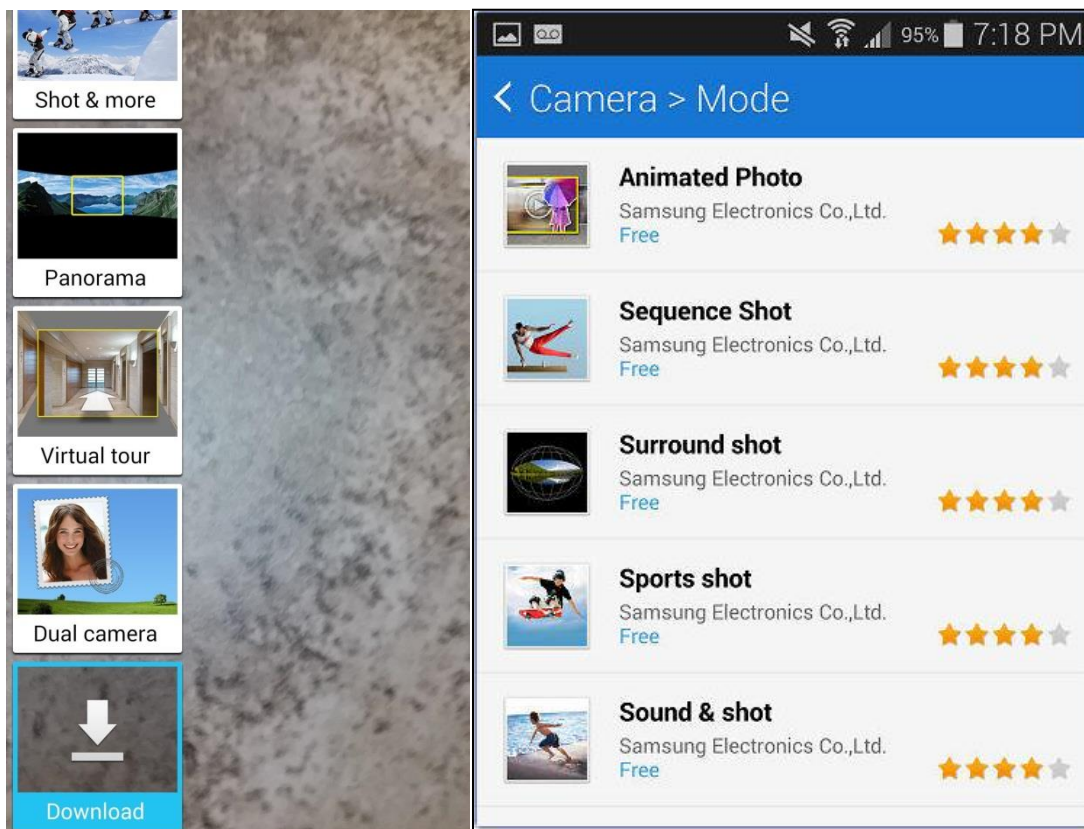 Shot & more
Panorama
Virtual tour
Dual camera
Download
95% 7:18 PM
Camera > Mode
Animated Photo
Samsung Electronics Co.,Ltd.
Free
Sequence Shot
Samsung Electronics Co.,Ltd.
Free
Surround shot
Samsung Electronics Co.,Ltd.
Free
Sports shot
Samsung Electronics Co.,Ltd.
Free
Sound & shot
Samsung Electronics Co.,Ltd.
Free